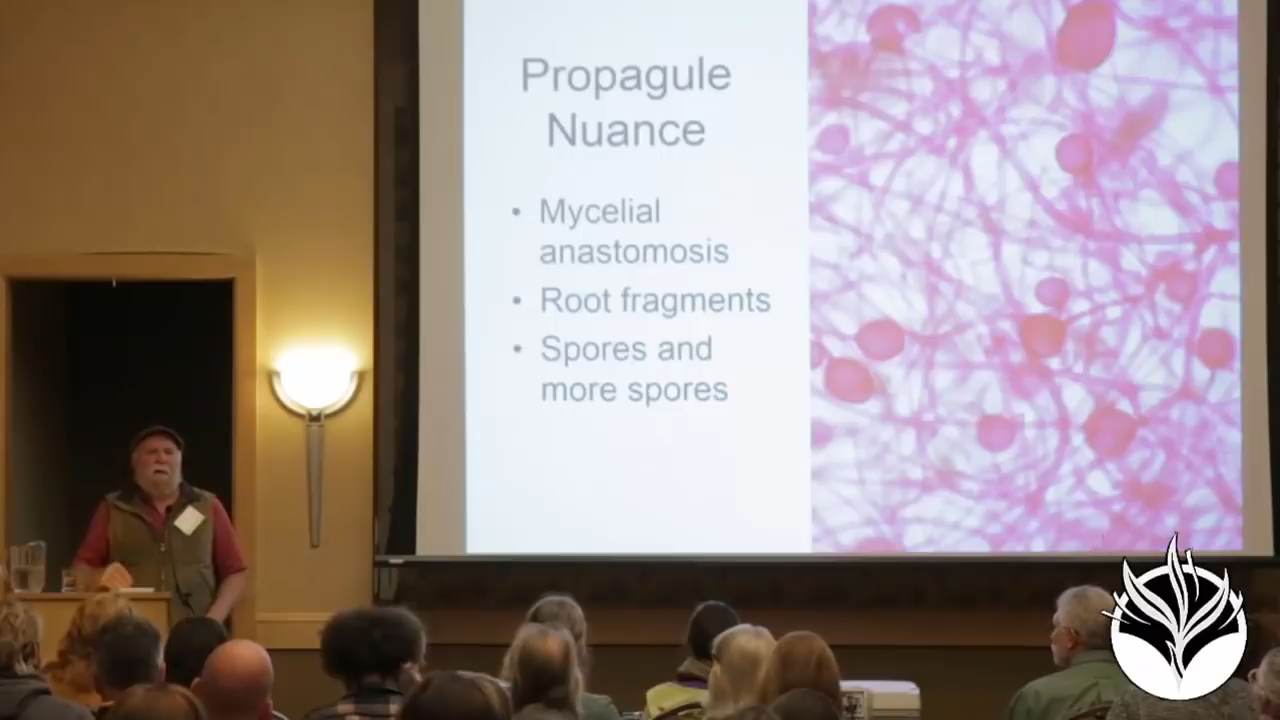 Propagule
Nuance
• Mycelial
anastomosis
• Root fragments
• Spores and
more spores